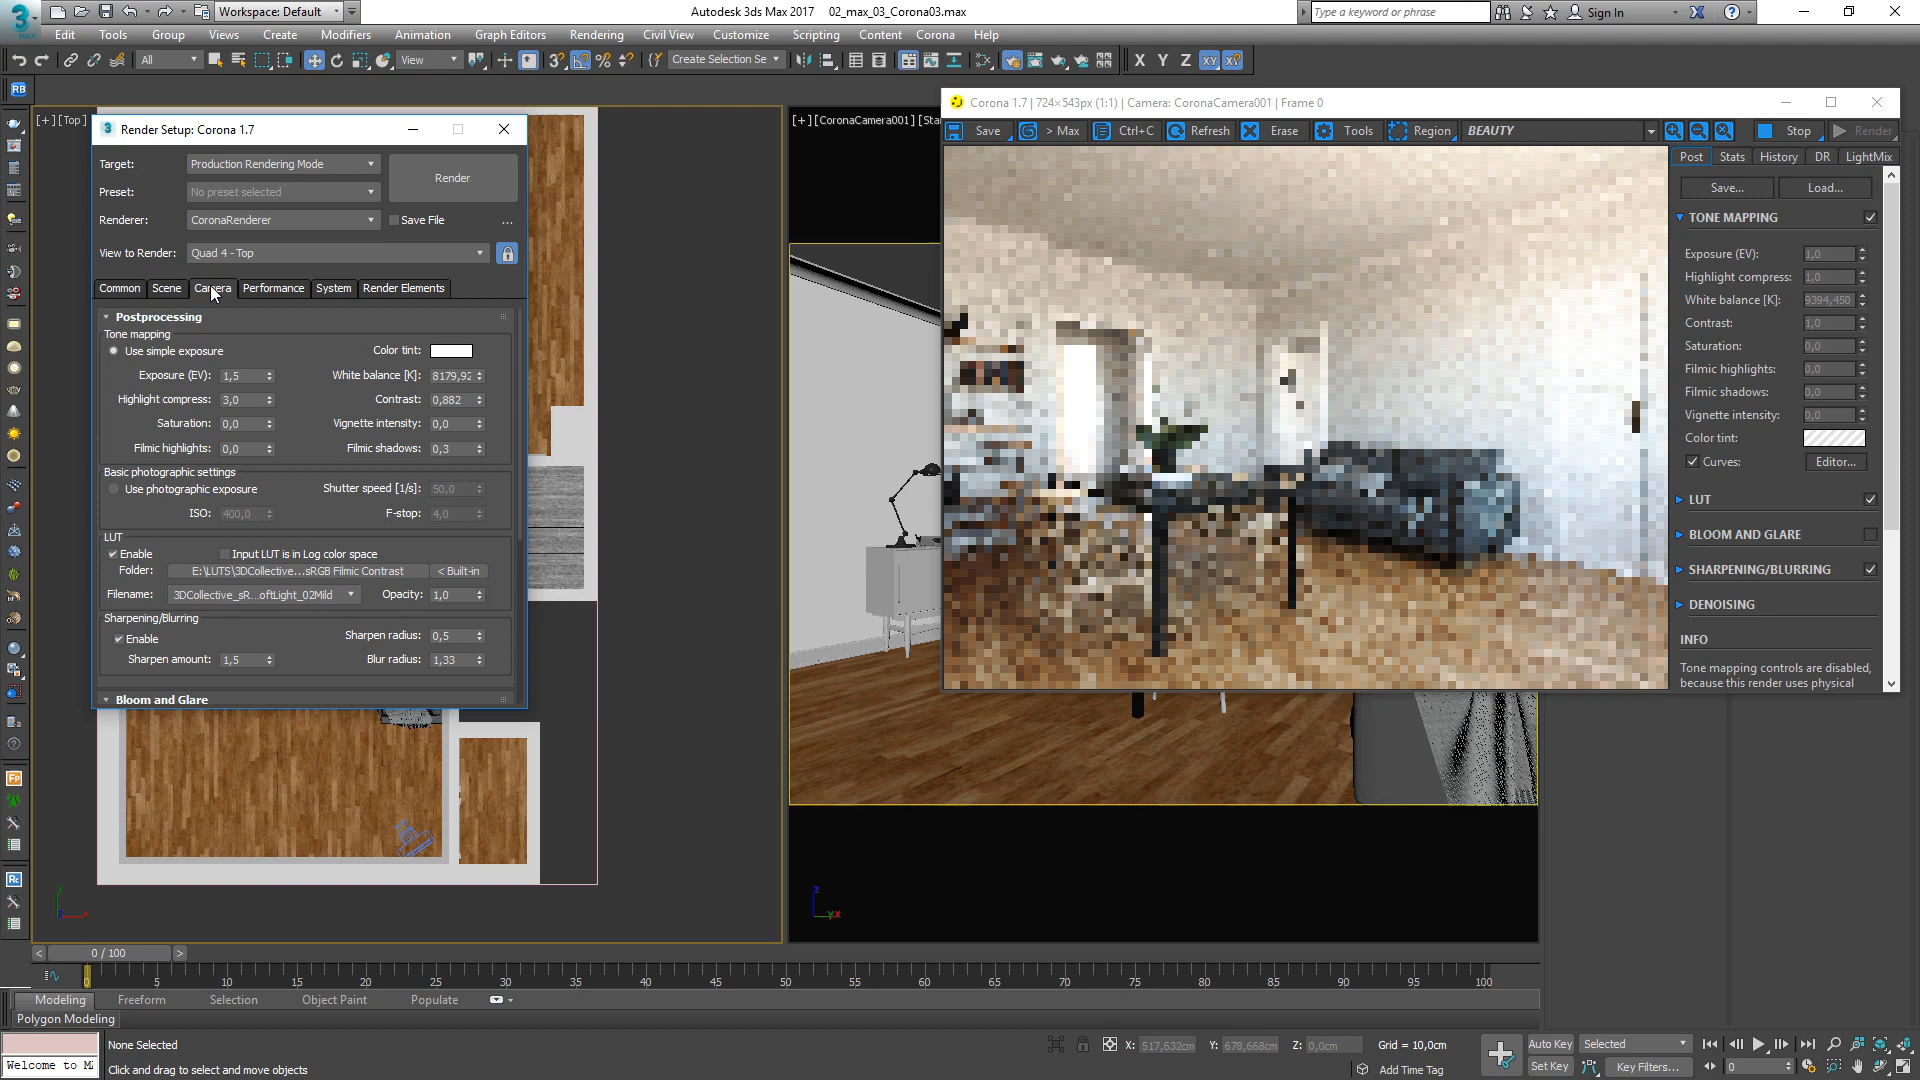 Workspace: Default
Autodesk 3ds Max 2017 02_max_03_Corona03.max
Type a keyword or phrase
Sign In
3
MAX
Edit Tools Group Views Create Modifiers Animation Graph Editors Rendering Civil View Customize Scripting Content Corona Help
All View Create Selection Se X Y Z XY
RB
[+][Top]
[+][CoronaCamera001][Sta
Render Setup: Corona 1.7
Target: Production Rendering Mode
Render
Preset: No preset selected
Renderer: CoronaRenderer Save File ...
View to Render: Quad 4 - Top
Common Scene Camera Performance System Render Elements
Postprocessing
Tone mapping
Use simple exposure Color tint:
Exposure (EV): 1,5 White balance [K]: 8179,92
Highlight compress: 3,0 Contrast: 0,882
Saturation: 0,0 Vignette intensity: 0,0
Filmic highlights: 0,0 Filmic shadows: 0,3
Basic photographic settings
Use photographic exposure Shutter speed [1/s]: 50,0
ISO: 400,0 F-stop: 4,0
LUT
Enable Input LUT is in Log color space
Folder: E:\LUTS\3DCollective...sRGB Filmic Contrast < Built-in
Filename: 3DCollective_sR...oftLight_02Mild Opacity: 1,0
Sharpening/Blurring
Enable Sharpen radius: 0,5
Sharpen amount: 1,5 Blur radius: 1,33
Bloom and Glare
Corona 1.7 | 724×543px (1:1) | Camera: CoronaCamera001 | Frame 0
Save > Max Ctrl+C Refresh Erase Tools Region BEAUTY Stop Render
Post Stats History DR LightMix
Save... Load...
TONE MAPPING
Exposure (EV): 1,0
Highlight compress: 1,0
White balance [K]: 9394,450
Contrast: 1,0
Saturation: 0,0
Filmic highlights: 0,0
Filmic shadows: 0,0
Vignette intensity: 0,0
Color tint:
Curves: Editor...
LUT
BLOOM AND GLARE
SHARPENING/BLURRING
DENOISING
INFO
Tone mapping controls are disabled,
because this render uses physical
Fp
Rc
< 0 / 100 >
0 5 10 15 20 25 30 35 40 45 50 55 60 65 70 75 80 85 90 95 100
Modeling Freeform Selection Object Paint Populate
Polygon Modeling
None Selected
X: 517,632cm Y: 678,668cm Z: 0,0cm Grid = 10,0cm
Auto Key Selected
Welcome to M
Click and drag to select and move objects
Add Time Tag
Set Key Key Filters... 0